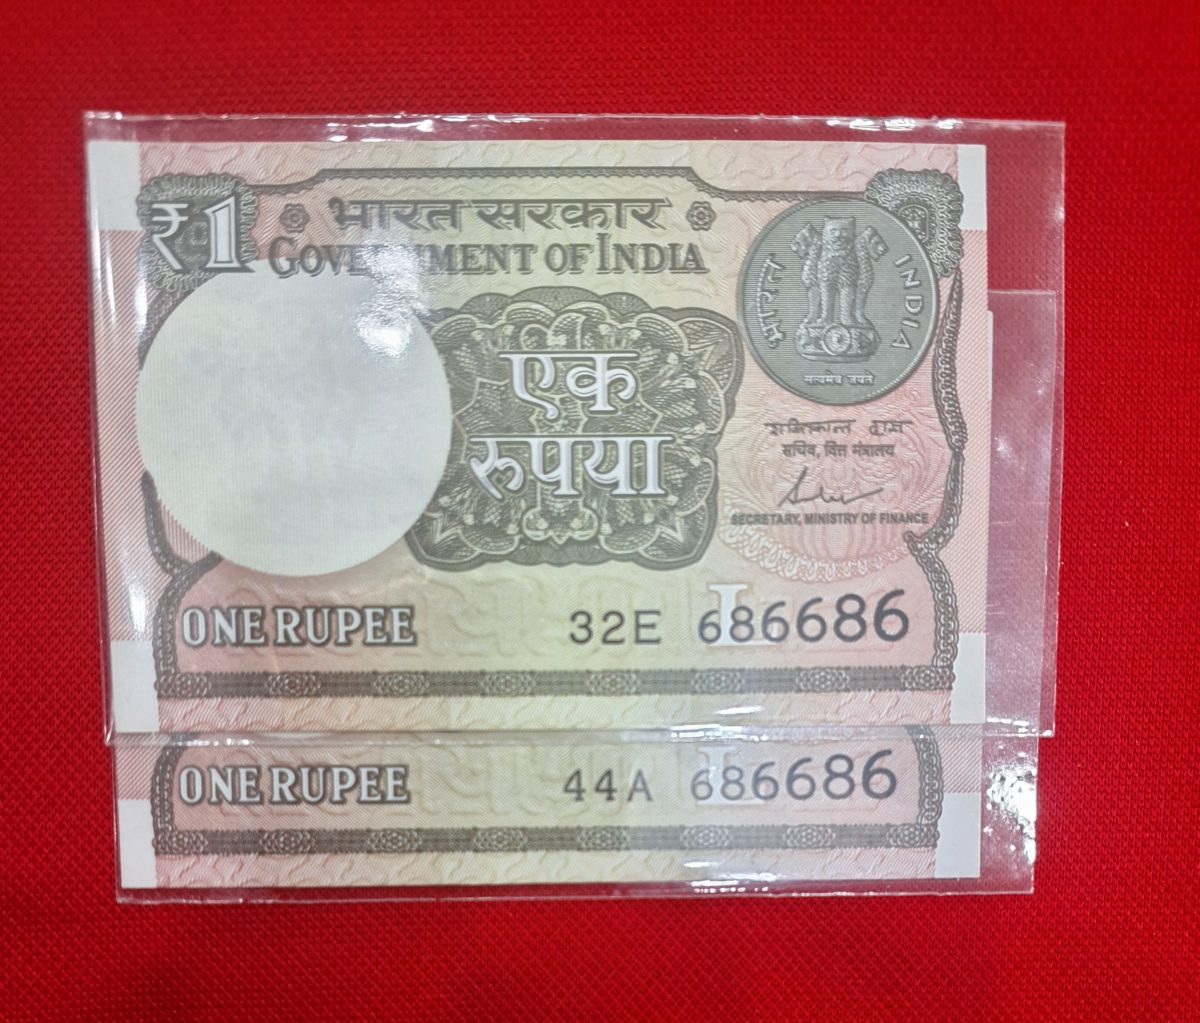 ₹1
भारत सरकार
GOVERNMENT OF INDIA
भारत
INDIA
सत्यमेव जयते
एक
रुपया
शक्तिकान्त दास
सचिव, वित्त मंत्रालय
SECRETARY, MINISTRY OF FINANCE
L
ONE RUPEE 32E 686686
L
ONE RUPEE 44A 686686